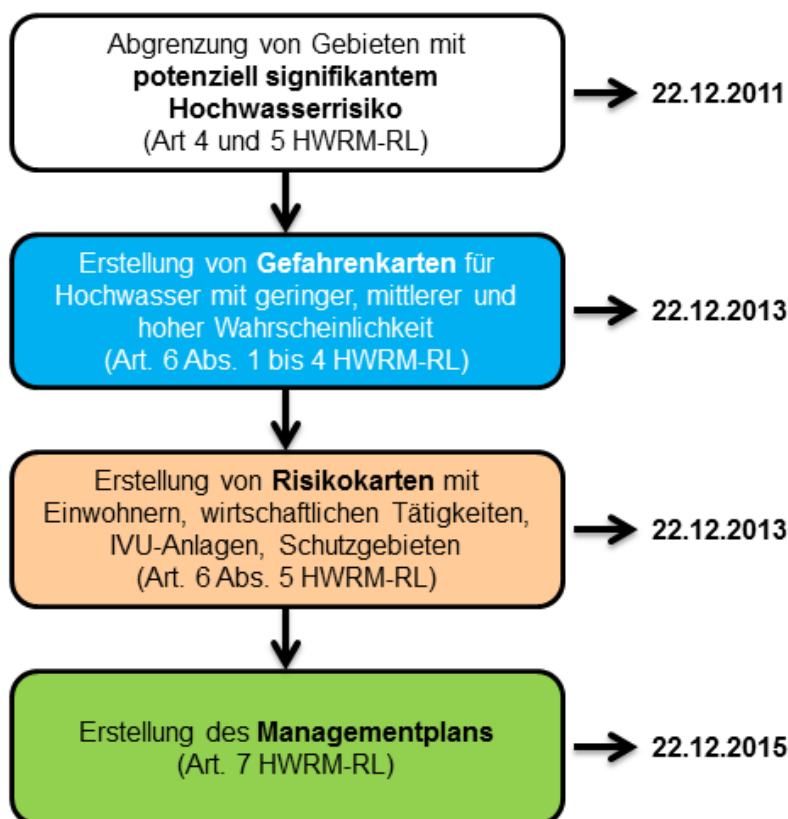 Abgrenzung von Gebieten mit
potenziell signifikantem
Hochwasserrisiko
(Art 4 und 5 HWRM-RL)
22.12.2011
Erstellung von Gefahrenkarten für
Hochwasser mit geringer, mittlerer und
hoher Wahrscheinlichkeit
(Art. 6 Abs. 1 bis 4 HWRM-RL)
22.12.2013
Erstellung von Risikokarten mit
Einwohnern, wirtschaftlichen Tätigkeiten,
IVU-Anlagen, Schutzgebieten
(Art. 6 Abs. 5 HWRM-RL)
22.12.2013
Erstellung des Managementplans
(Art. 7 HWRM-RL)
22.12.2015